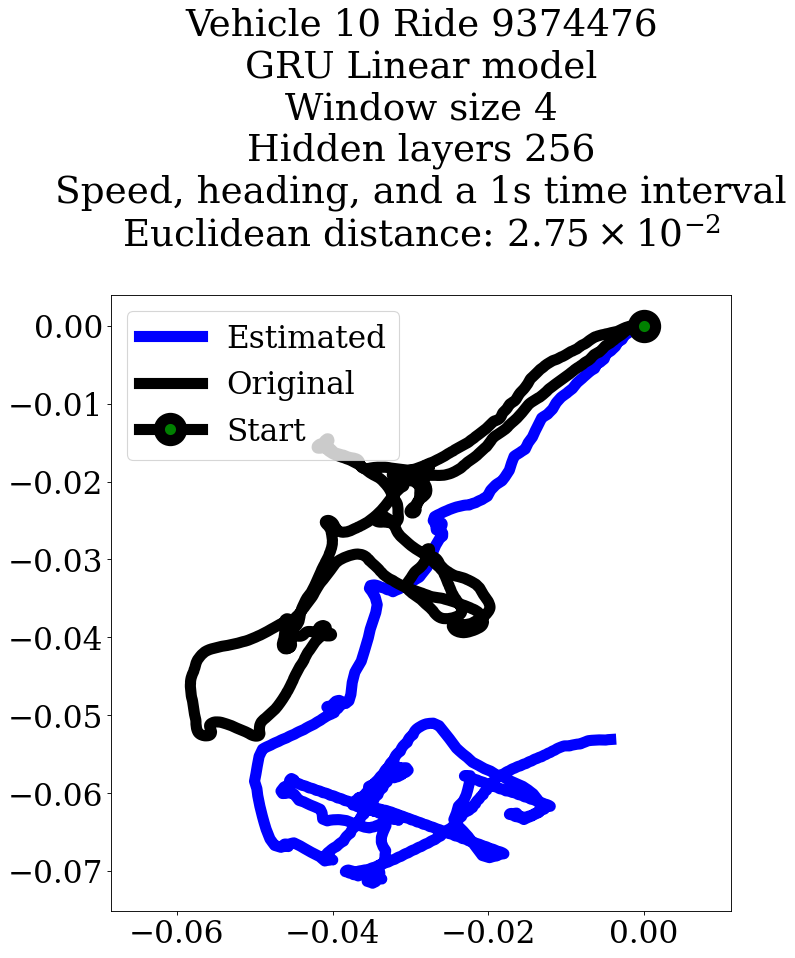 Vehicle 10 Ride 9374476
GRU Linear model
Window size 4
Hidden layers 256
Speed, heading, and a 1s time interval
Euclidean distance: 2.75 × 10⁻²
Estimated
Original
Start
0.00
−0.01
−0.02
−0.03
−0.04
−0.05
−0.06
−0.07
−0.06 −0.04 −0.02 0.00